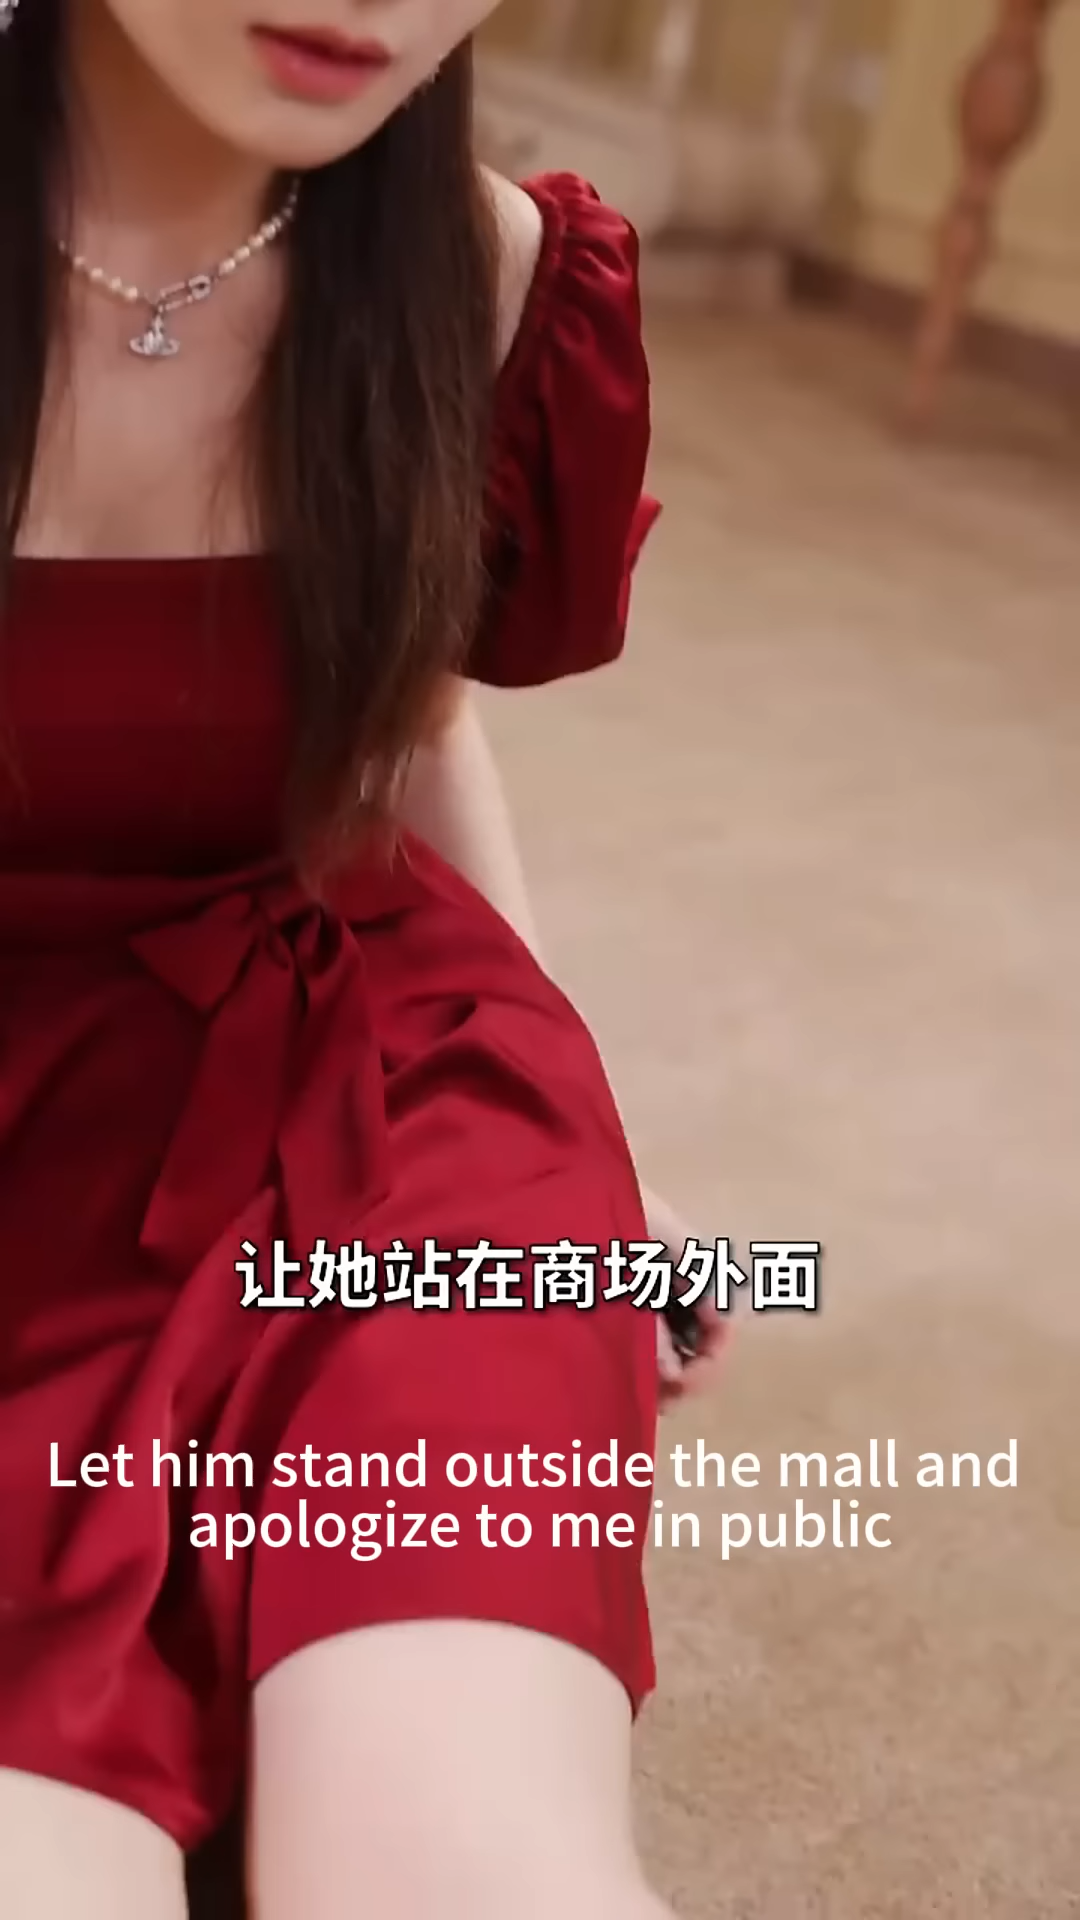 让她站在商场外面
Let him stand outside the mall and
apologize to me in public